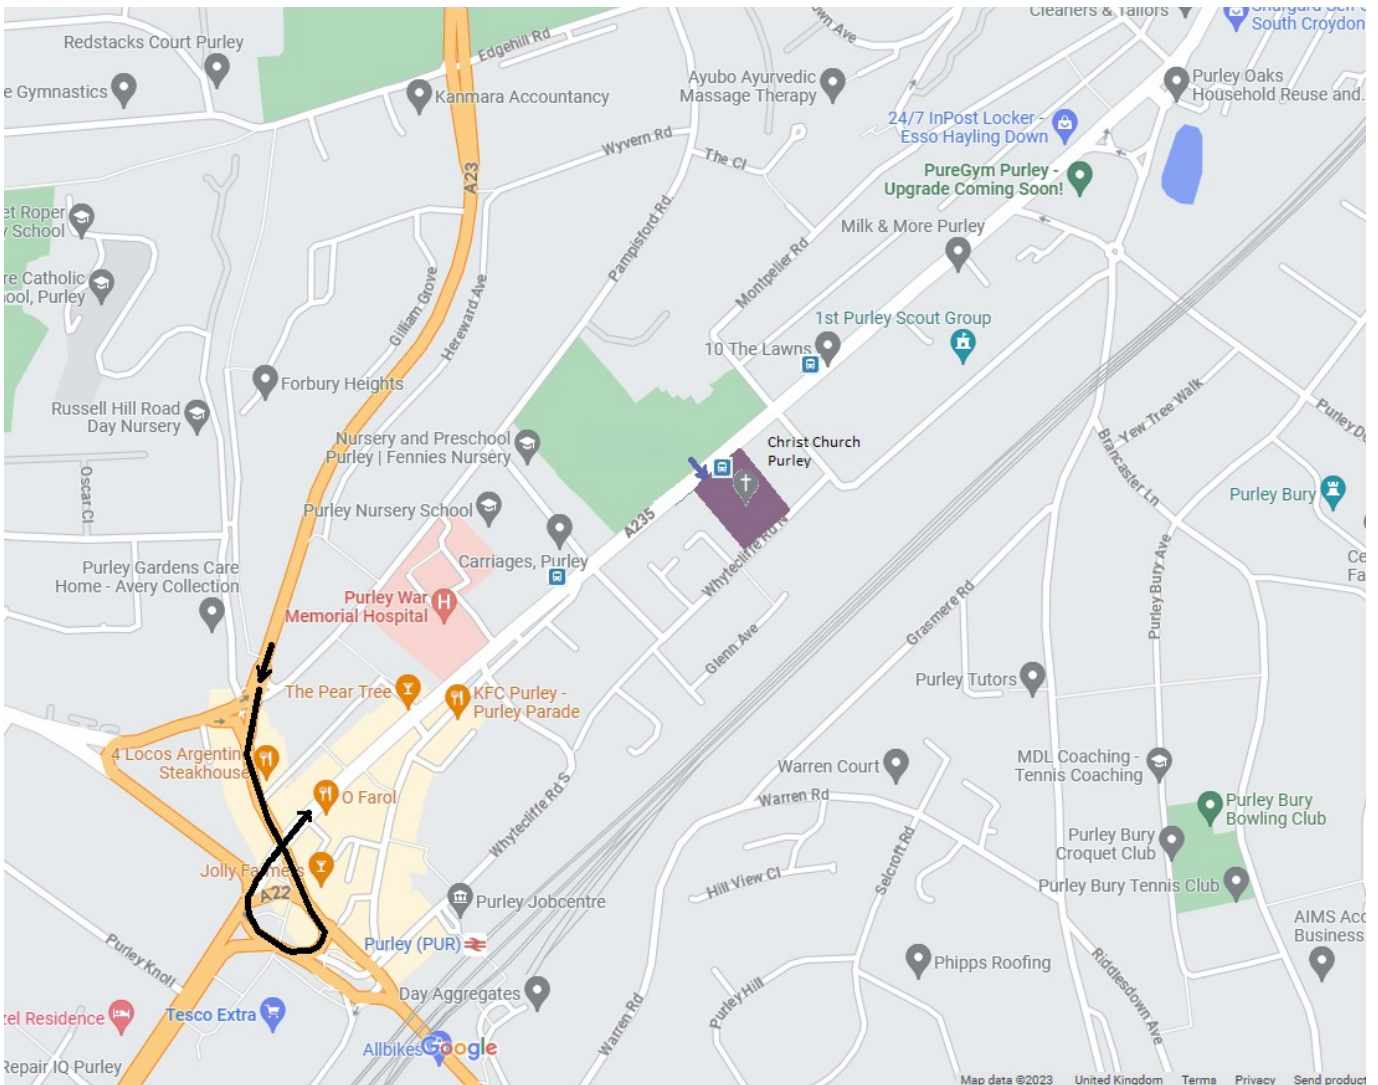 Cleaners & Tailors
South Croydon
Redstacks Court Purley
Edgehill Rd
own Ave
e Gymnastics
Kanmara Accountancy
Ayubo Ayurvedic
Massage Therapy
Purley Oaks
Household Reuse and...
24/7 InPost Locker -
Esso Hayling Down
Wyvern Rd
The Cl
A23
PureGym Purley -
Upgrade Coming Soon!
et Roper
y School
Pampisford Rd
Milk & More Purley
Montpelier Rd
re Catholic
ool, Purley
Gilliam Grove
Hereward Ave
1st Purley Scout Group
10 The Lawns
Forbury Heights
Russell Hill Road
Day Nursery
Yew Tree Walk
Purley Do
Nursery and Preschool
Purley | Fennies Nursery
Christ Church
Purley
Brancaster Ln
Oscar Cl
Purley Bury
Purley Nursery School
A235
Carriages, Purley
Whytecliffe Rd N
Purley Gardens Care
Home - Avery Collection
Ce
Fa
Purley War
Memorial Hospital
H
Grasmere Rd
Purley Bury Ave
Glenn Ave
The Pear Tree
KFC Purley -
Purley Parade
Purley Tutors
4 Locos Argentin
Steakhouse
MDL Coaching -
Tennis Coaching
Warren Court
Warren Rd
O Farol
Whytecliffe Rd S
Purley Bury
Bowling Club
Purley Bury
Croquet Club
Selcroft Rd
Jolly Farmers
A22
Hill View Cl
Purley Bury Tennis Club
Purley Jobcentre
AIMS Acc
Business
Purley (PUR)
Purley Knoll
Phipps Roofing
Riddlesdown Ave
Day Aggregates
Purley Hill
Warren Rd
Tesco Extra
zel Residence
Allbikes
Google
Repair IQ Purley
Map data ©2023 United Kingdom Terms Privacy Send product